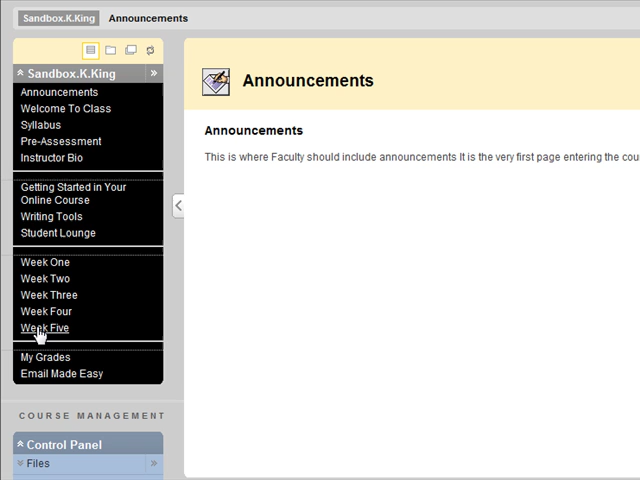 Sandbox.K.King Announcements
Sandbox.K.King
Announcements
Welcome To Class
Syllabus
Pre-Assessment
Instructor Bio
Getting Started in Your
Online Course
Writing Tools
Student Lounge
Week One
Week Two
Week Three
Week Four
Week Five
My Grades
Email Made Easy
COURSE MANAGEMENT
Control Panel
Files
Announcements
Announcements
This is where Faculty should include announcements It is the very first page entering the